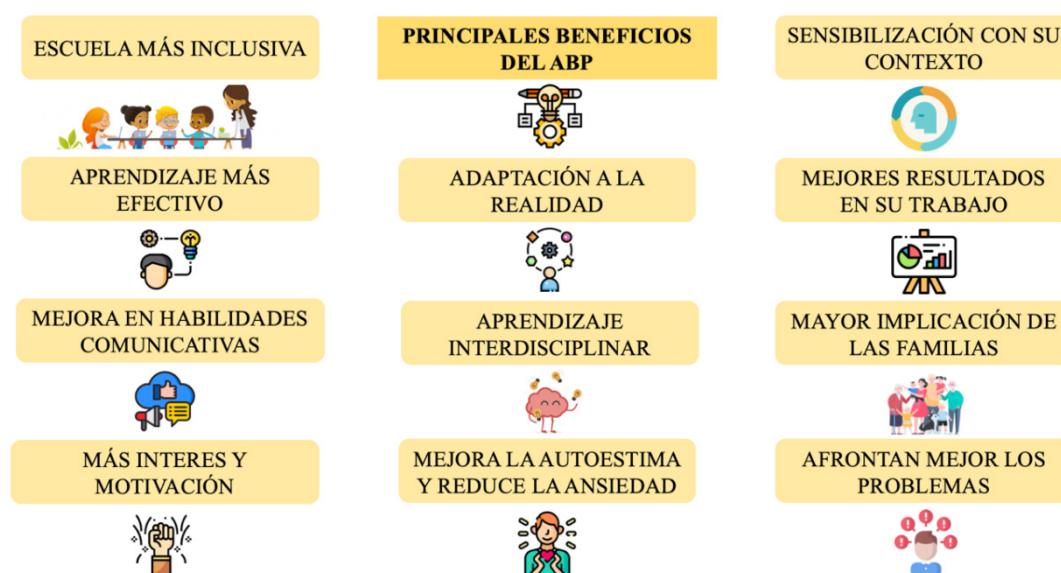 ESCUELA MÁS INCLUSIVA
PRINCIPALES BENEFICIOS
DEL ABP
SENSIBILIZACIÓN CON SU
CONTEXTO
APRENDIZAJE MÁS
EFECTIVO
ADAPTACIÓN A LA
REALIDAD
MEJORES RESULTADOS
EN SU TRABAJO
MEJORA EN HABILIDADES
COMUNICATIVAS
APRENDIZAJE
INTERDISCIPLINAR
MAYOR IMPLICACIÓN DE
LAS FAMILIAS
MÁS INTERES Y
MOTIVACIÓN
MEJORA LA AUTOESTIMA
Y REDUCE LA ANSIEDAD
AFRONTAN MEJOR LOS
PROBLEMAS